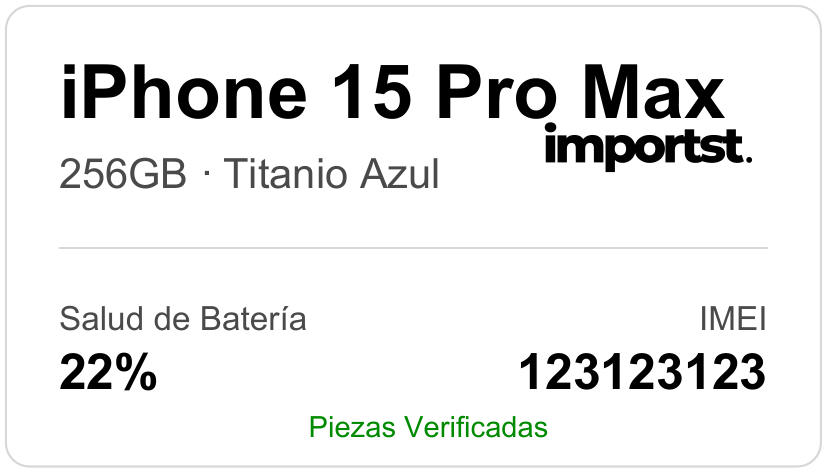 iPhone 15 Pro Max
importst.
256GB · Titanio Azul
Salud de Batería
IMEI
22%
123123123
Piezas Verificadas